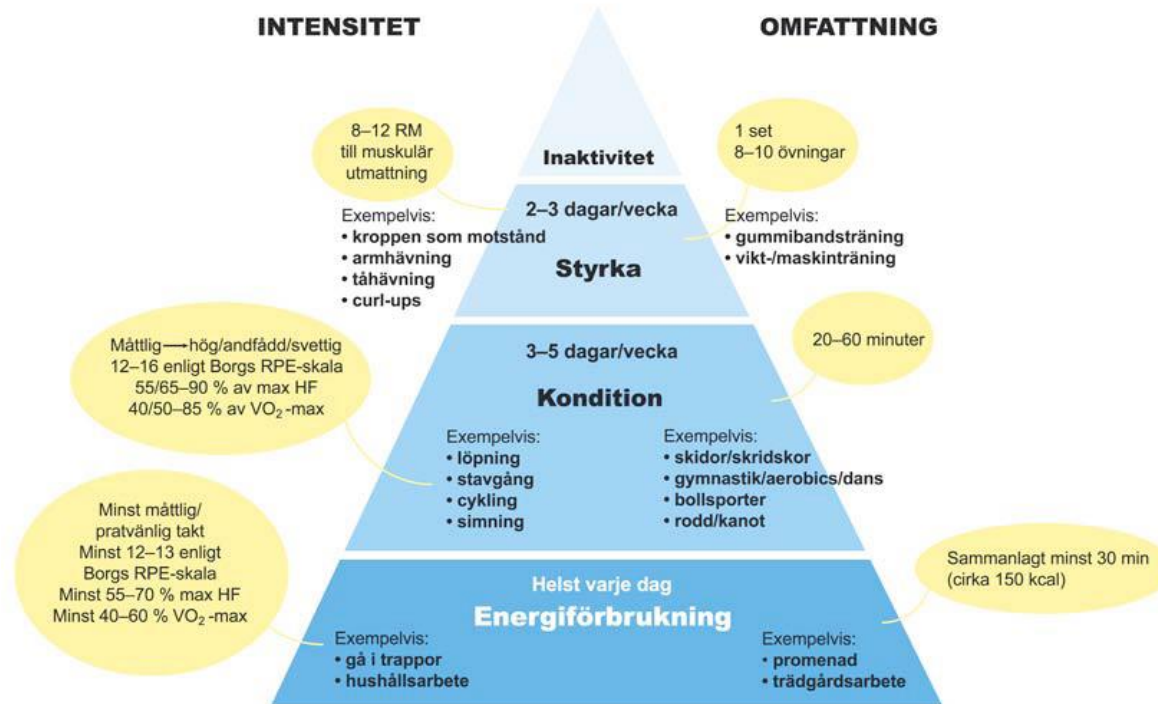 INTENSITET
OMFATTNING
Inaktivitet
8–12 RM
till muskulär
utmattning
1 set
8–10 övningar
2–3 dagar/vecka
Styrka
Exempelvis:
• kroppen som motstånd
• armhävning
• tåhävning
• curl-ups
Exempelvis:
• gummibandsträning
• vikt-/maskinträning
Måttlig⟶hög/andfådd/svettig
12–16 enligt Borgs RPE-skala
55/65–90 % av max HF
40/50–85 % av VO₂-max
20–60 minuter
3–5 dagar/vecka
Kondition
Exempelvis:
• löpning
• stavgång
• cykling
• simning
Exempelvis:
• skidor/skridskor
• gymnastik/aerobics/dans
• bollsporter
• rodd/kanot
Minst måttlig/
pratvänlig takt
Minst 12–13 enligt
Borgs RPE-skala
Minst 55–70 % max HF
Minst 40–60 % VO₂-max
Sammanlagt minst 30 min
(cirka 150 kcal)
Helst varje dag
Energiförbrukning
Exempelvis:
• gå i trappor
• hushållsarbete
Exempelvis:
• promenad
• trädgårdsarbete